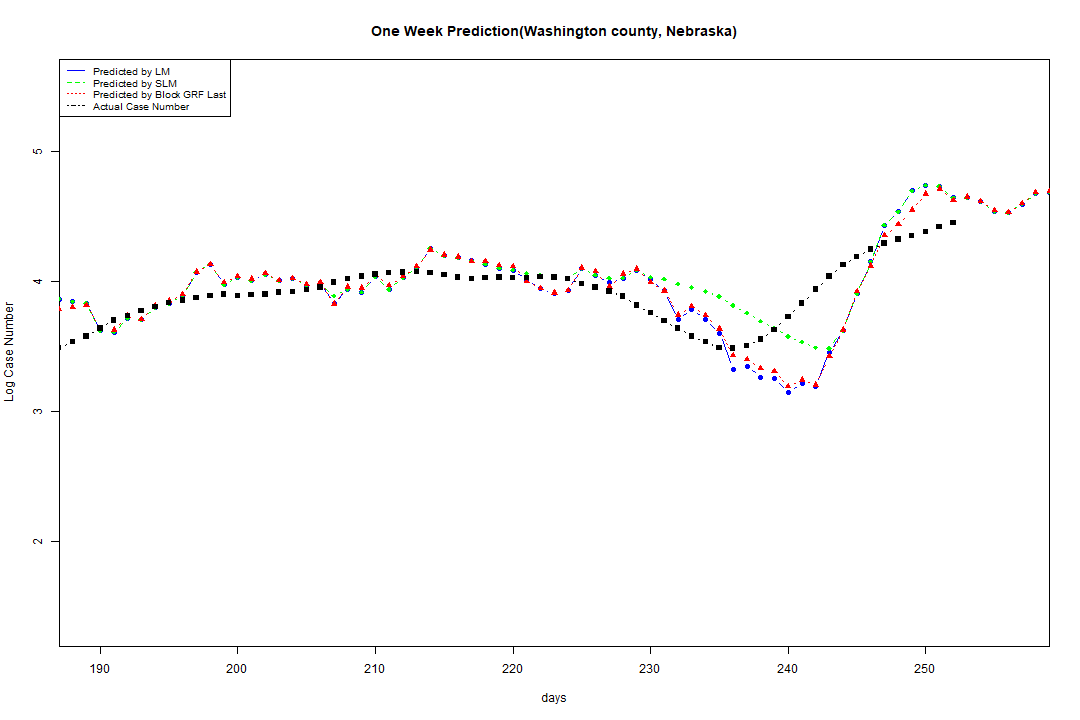 One Week Prediction(Washington county, Nebraska)
Predicted by LM
Predicted by SLM
Predicted by Block GRF Last
Actual Case Number
5
4
3
2
Log Case Number
190 200 210 220 230 240 250
days